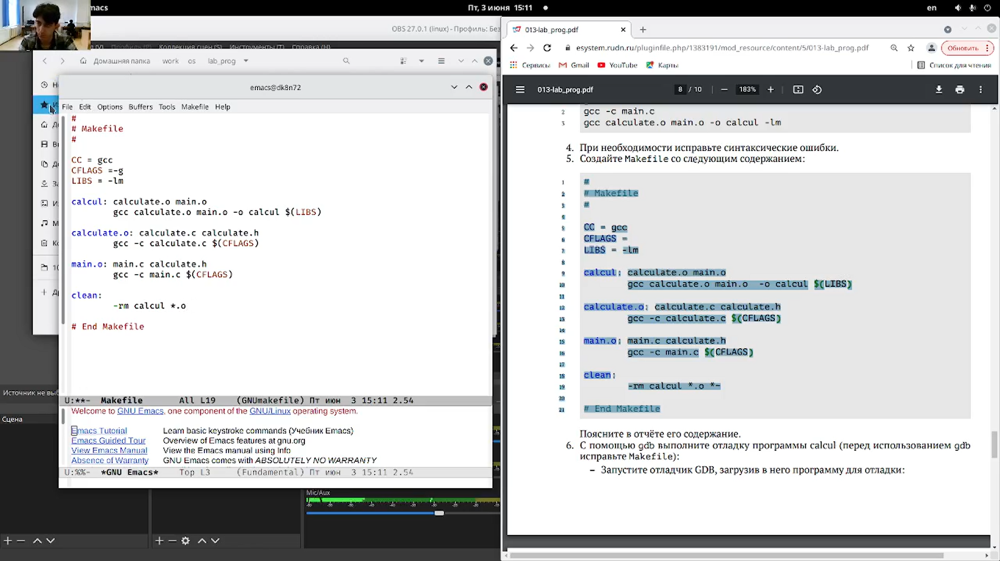 macs
Пт, 3 июня 15:11
en
OBS 27.0.1 (linux) - Профиль: Без
Профиль (P)
Коллекция сцен (S)
Инструменты (T)
Справка (H)
Домашняя папка work os lab_prog
emacs@dk8n72
File Edit Options Buffers Tools Makefile Help
#
# Makefile
#
CC = gcc
CFLAGS =-g
LIBS = -lm
calcul: calculate.o main.o
gcc calculate.o main.o -o calcul $(LIBS)
calculate.o: calculate.c calculate.h
gcc -c calculate.c $(CFLAGS)
main.o: main.c calculate.h
gcc -c main.c $(CFLAGS)
clean:
-rm calcul *.o
# End Makefile
U:**- Makefile All L19 (GNUmakefile) Пт июн 3 15:11 2.54
Welcome to GNU Emacs, one component of the GNU/Linux operating system.
Emacs Tutorial Learn basic keystroke commands (Учебник Emacs)
Emacs Guided Tour Overview of Emacs features at gnu.org
View Emacs Manual View the Emacs manual using Info
Absence of Warranty GNU Emacs comes with ABSOLUTELY NO WARRANTY
U:%%- *GNU Emacs* Top L3 (Fundamental) Пт июн 3 15:11 2.54
Источник не выб
Сцена
Mic/Aux
013-lab_prog.pdf
esystem.rudn.ru/pluginfile.php/1383191/mod_resource/content/5/013-lab_prog.pdf
Обновить
Сервисы Gmail YouTube Карты
Список для чтения
013-lab_prog.pdf
8 / 10
183%
2 gcc -c main.c
3 gcc calculate.o main.o -o calcul -lm
4. При необходимости исправьте синтаксические ошибки.
5. Создайте Makefile со следующим содержанием:
1 #
2 # Makefile
3 #
4
5 CC = gcc
6 CFLAGS =
7 LIBS = -lm
8
9 calcul: calculate.o main.o
10 gcc calculate.o main.o -o calcul $(LIBS)
11
12 calculate.o: calculate.c calculate.h
13 gcc -c calculate.c $(CFLAGS)
14
15 main.o: main.c calculate.h
16 gcc -c main.c $(CFLAGS)
17
18 clean:
19 -rm calcul *.o *~
20
21 # End Makefile
Поясните в отчёте его содержание.
6. С помощью gdb выполните отладку программы calcul (перед использованием gdb
исправьте Makefile):
– Запустите отладчик GDB, загрузив в него программу для отладки: